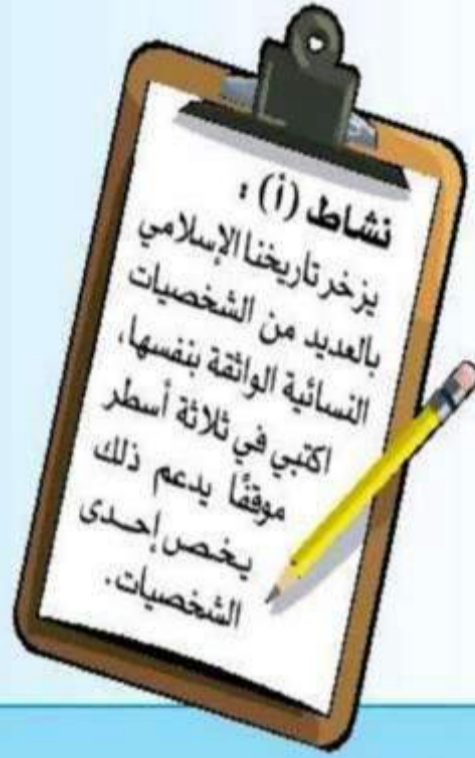 نشاط (أ) :
يزخر تاريخنا الإسلامي
بالعديد من الشخصيات
النسائية الواثقة بنفسها،
اكتبي في ثلاثة أسطر
موقفًا يدعم ذلك
يخص إحدى
الشخصيات.